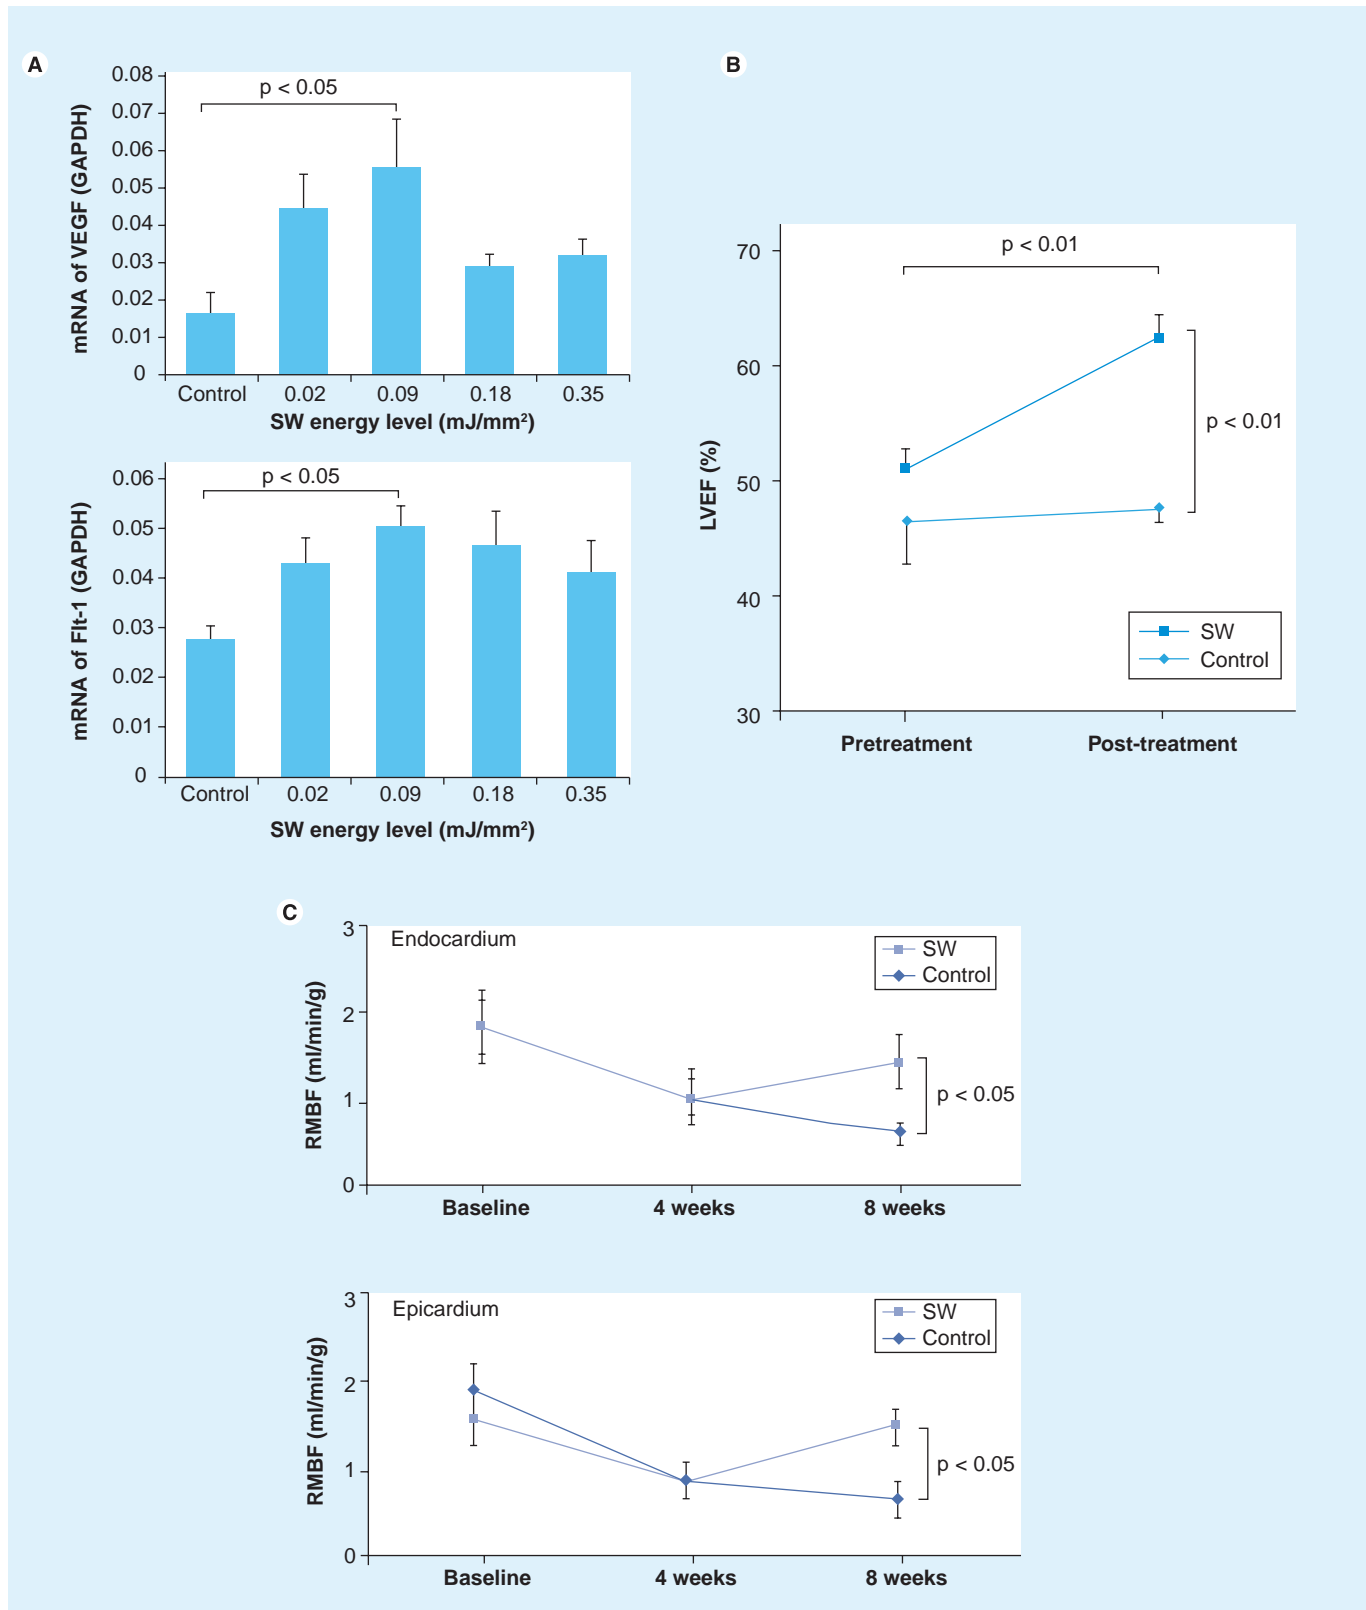 A
mRNA of VEGF (GAPDH)
0.08
0.07
0.06
0.05
0.04
0.03
0.02
0.01
0
p < 0.05
Control 0.02 0.09 0.18 0.35
SW energy level (mJ/mm²)
mRNA of Flt-1 (GAPDH)
0.06
0.05
0.04
0.03
0.02
0.01
0
p < 0.05
Control 0.02 0.09 0.18 0.35
SW energy level (mJ/mm²)
B
LVEF (%)
70
60
50
40
30
p < 0.01
p < 0.01
SW
Control
Pretreatment Post-treatment
C
RMBF (ml/min/g)
3
2
1
0
Endocardium
SW
Control
p < 0.05
Baseline 4 weeks 8 weeks
RMBF (ml/min/g)
3
2
1
0
Epicardium
SW
Control
p < 0.05
Baseline 4 weeks 8 weeks